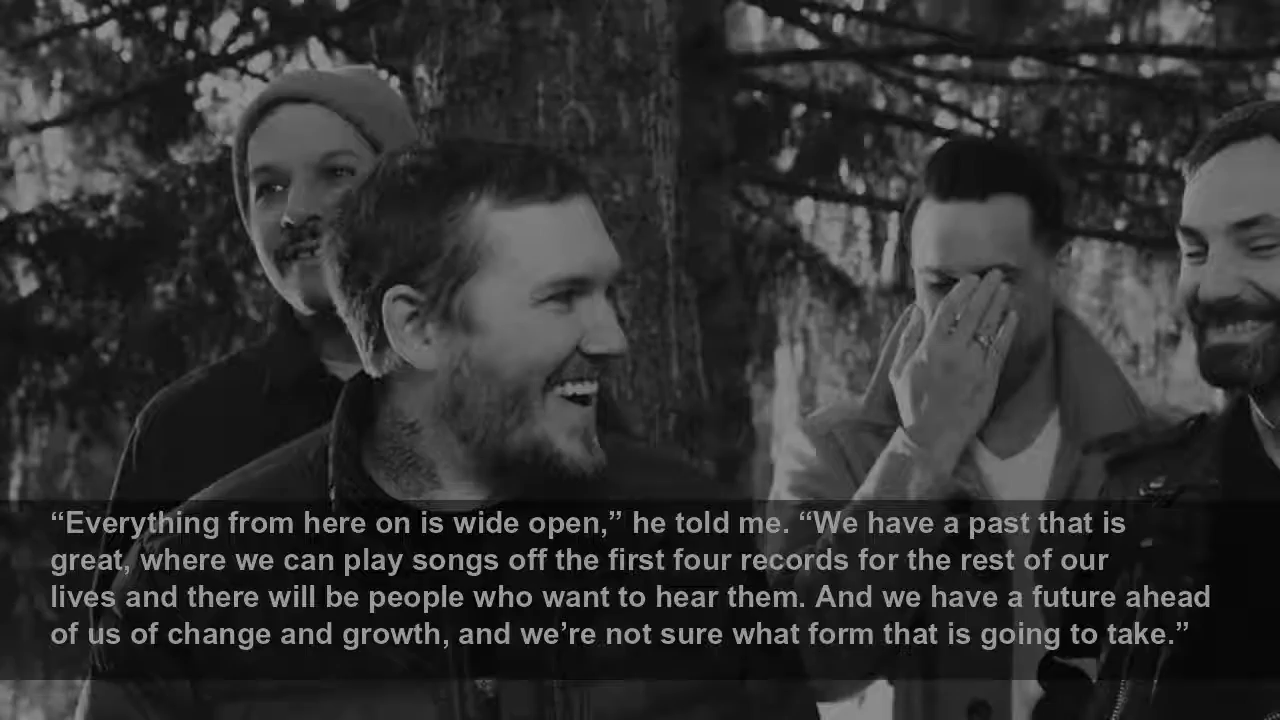 “Everything from here on is wide open,” he told me. “We have a past that is
great, where we can play songs off the first four records for the rest of our
lives and there will be people who want to hear them. And we have a future ahead
of us of change and growth, and we’re not sure what form that is going to take.”